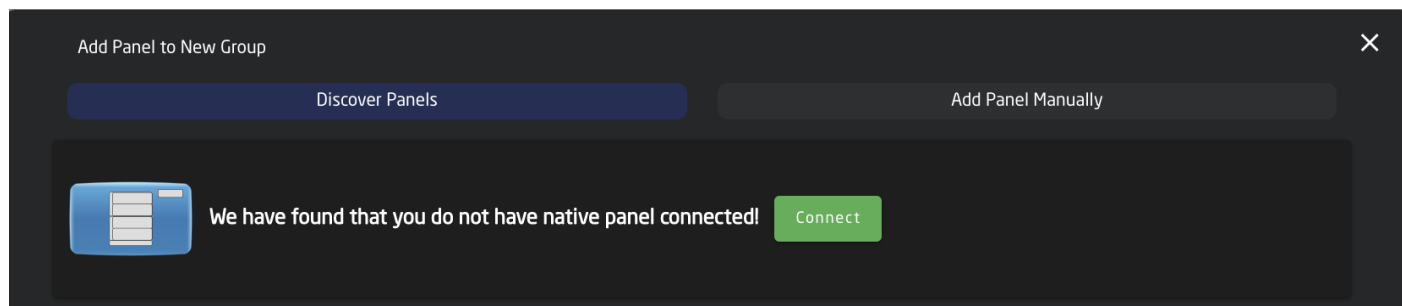 Add Panel to New Group
Discover Panels
Add Panel Manually
We have found that you do not have native panel connected!
Connect